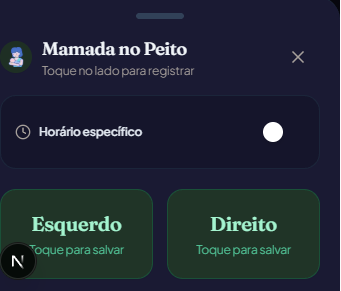 Mamada no Peito
Toque no lado para registrar
Horário específico
Esquerdo
Toque para salvar
Direito
Toque para salvar
N